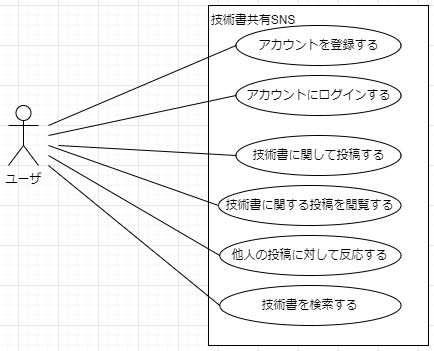 技術書共有SNS
アカウントを登録する
アカウントにログインする
技術書に関して投稿する
ユーザ
技術書に関する投稿を閲覧する
他人の投稿に対して反応する
技術書を検索する